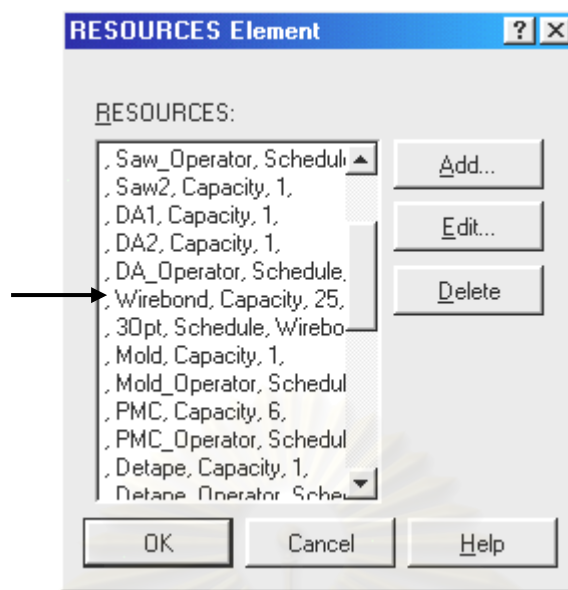 RESOURCES Element
RESOURCES:
, Saw_Operator, Schedul
, Saw2, Capacity, 1,
, DA1, Capacity, 1,
, DA2, Capacity, 1,
, DA_Operator, Schedule,
, Wirebond, Capacity, 25,
, 3Opt, Schedule, Wirebo
, Mold, Capacity, 1,
, Mold_Operator, Schedul
, PMC, Capacity, 6,
, PMC_Operator, Schedul
, Detape, Capacity, 1,
, Detape_Operator, Sche
Add...
Edit...
Delete
OK Cancel Help